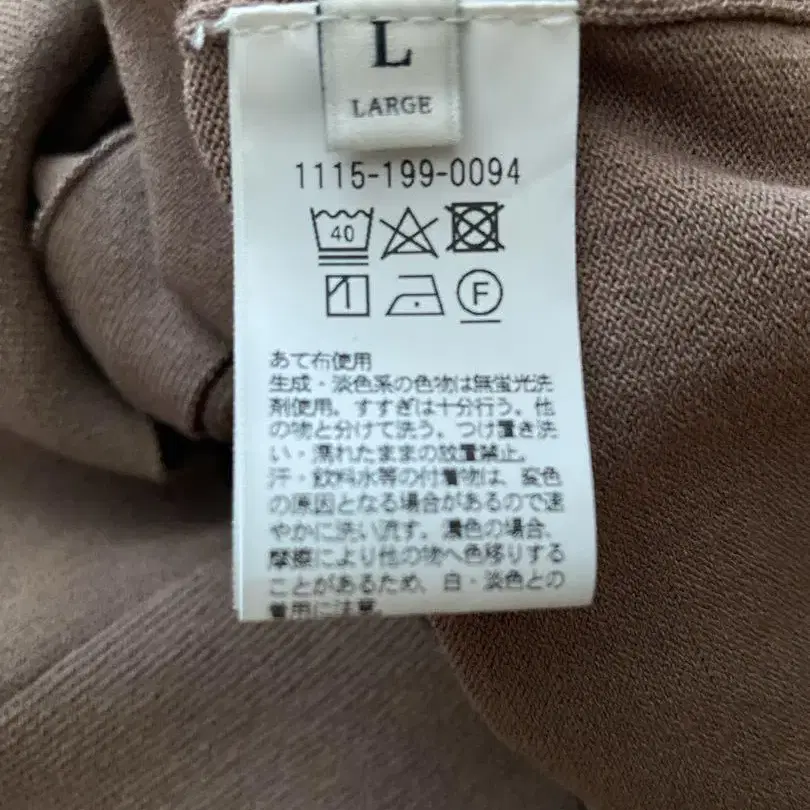 L
LARGE
1115-199-0094
40
F
あて布使用
生成・淡色系の色物は無蛍光洗
剤使用。すすぎは十分行う。他
の物と分けて洗う。つけ置き洗
い・濡れたままの放置禁止。
汗・飲料水等の付着物は、変色
の原因となる場合があるので速
やかに洗い流す。濃色の場合、
摩擦により他の物へ色移りする
ことがあるため、白・淡色との
着用に注意。